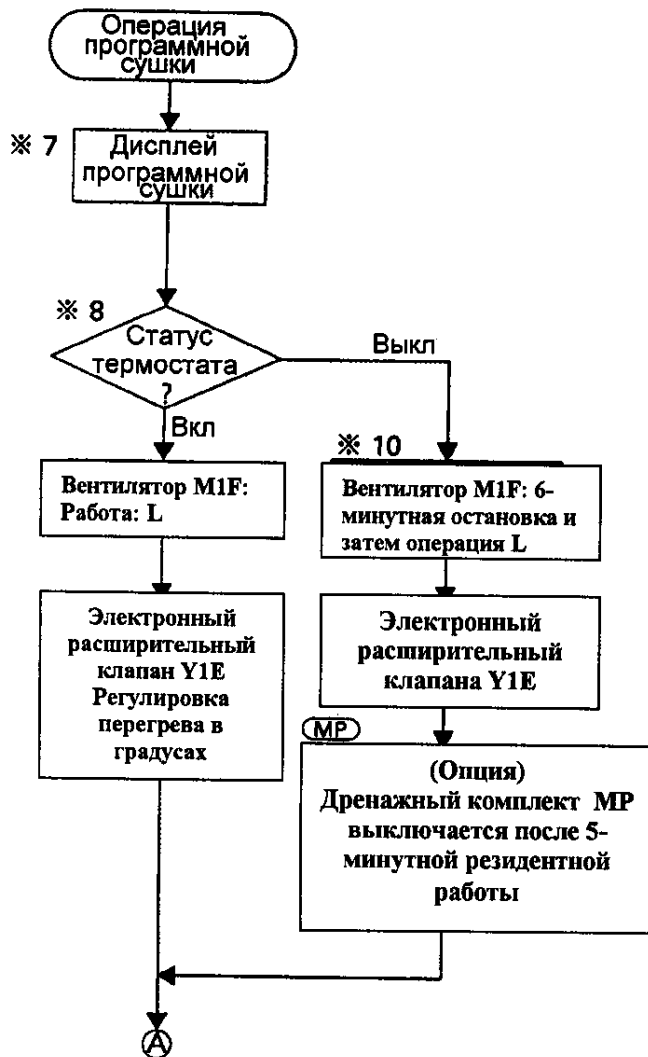 Операция
программной
сушки
※ 7
Дисплей
программной
сушки
※ 8
Статус
термостата
?
Выкл
Вкл
Вентилятор M1F:
Работа: L
Электронный
расширительный
клапан Y1E
Регулировка
перегрева в
градусах
※ 10
Вентилятор M1F: 6-
минутная остановка и
затем операция L
Электронный
расширительный
клапана Y1E
MP
(Опция)
Дренажный комплект MP
выключается после 5-
минутной резидентной
работы
A